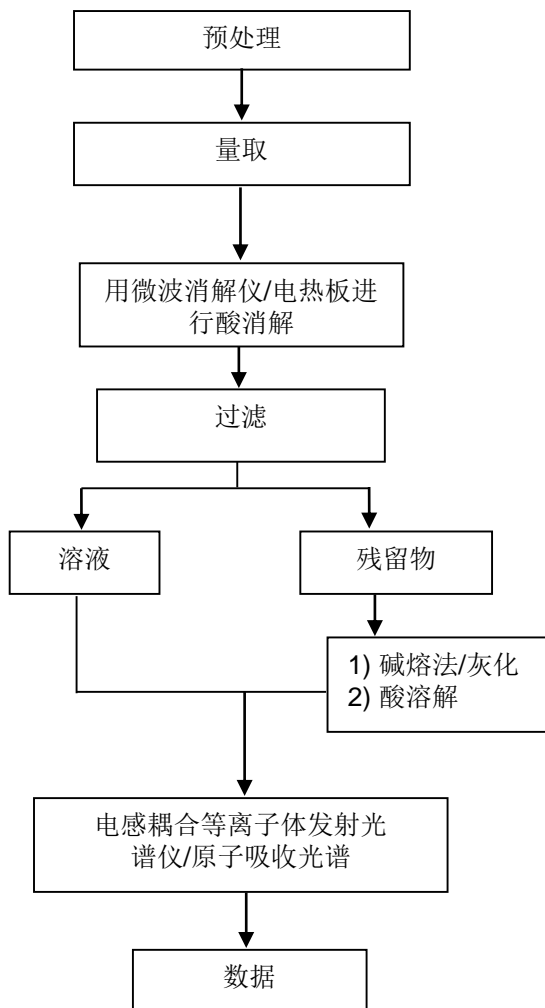 预处理
量取
用微波消解仪/电热板进
行酸消解
过滤
溶液
残留物
1) 碱熔法/灰化
2) 酸溶解
电感耦合等离子体发射光
谱仪/原子吸收光谱
数据